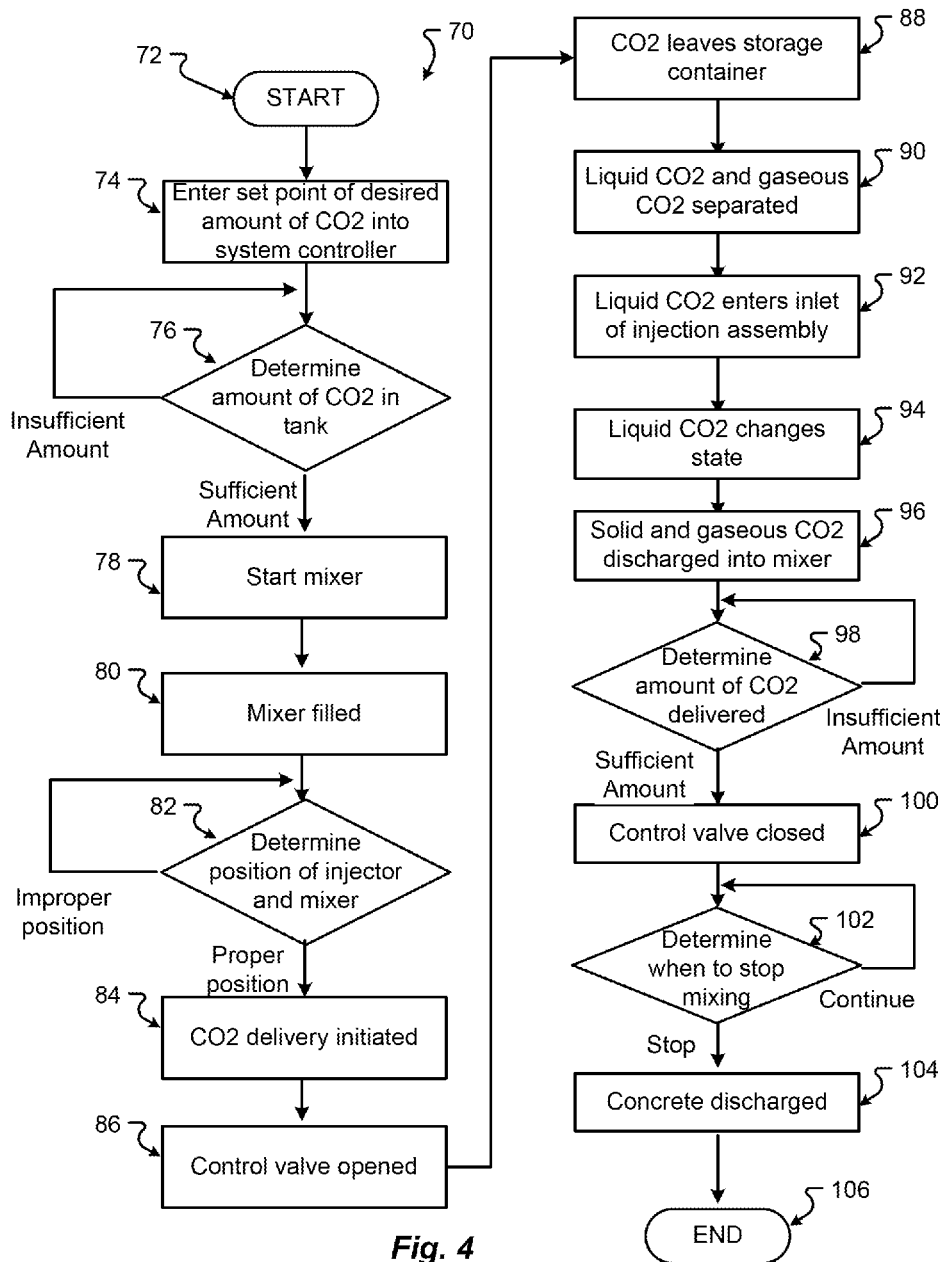 70
72
START
74
Enter set point of desired
amount of CO2 into
system controller
76
Determine
amount of CO2 in
tank
Insufficient
Amount
Sufficient
Amount
78
Start mixer
80
Mixer filled
82
Determine
position of injector
and mixer
Improper
position
Proper
position
84
CO2 delivery initiated
86
Control valve opened
88
CO2 leaves storage
container
90
Liquid CO2 and gaseous
CO2 separated
92
Liquid CO2 enters inlet
of injection assembly
94
Liquid CO2 changes
state
96
Solid and gaseous CO2
discharged into mixer
98
Determine
amount of CO2
delivered
Insufficient
Amount
Sufficient
Amount
100
Control valve closed
102
Determine
when to stop
mixing
Continue
Stop
104
Concrete discharged
106
END
Fig. 4